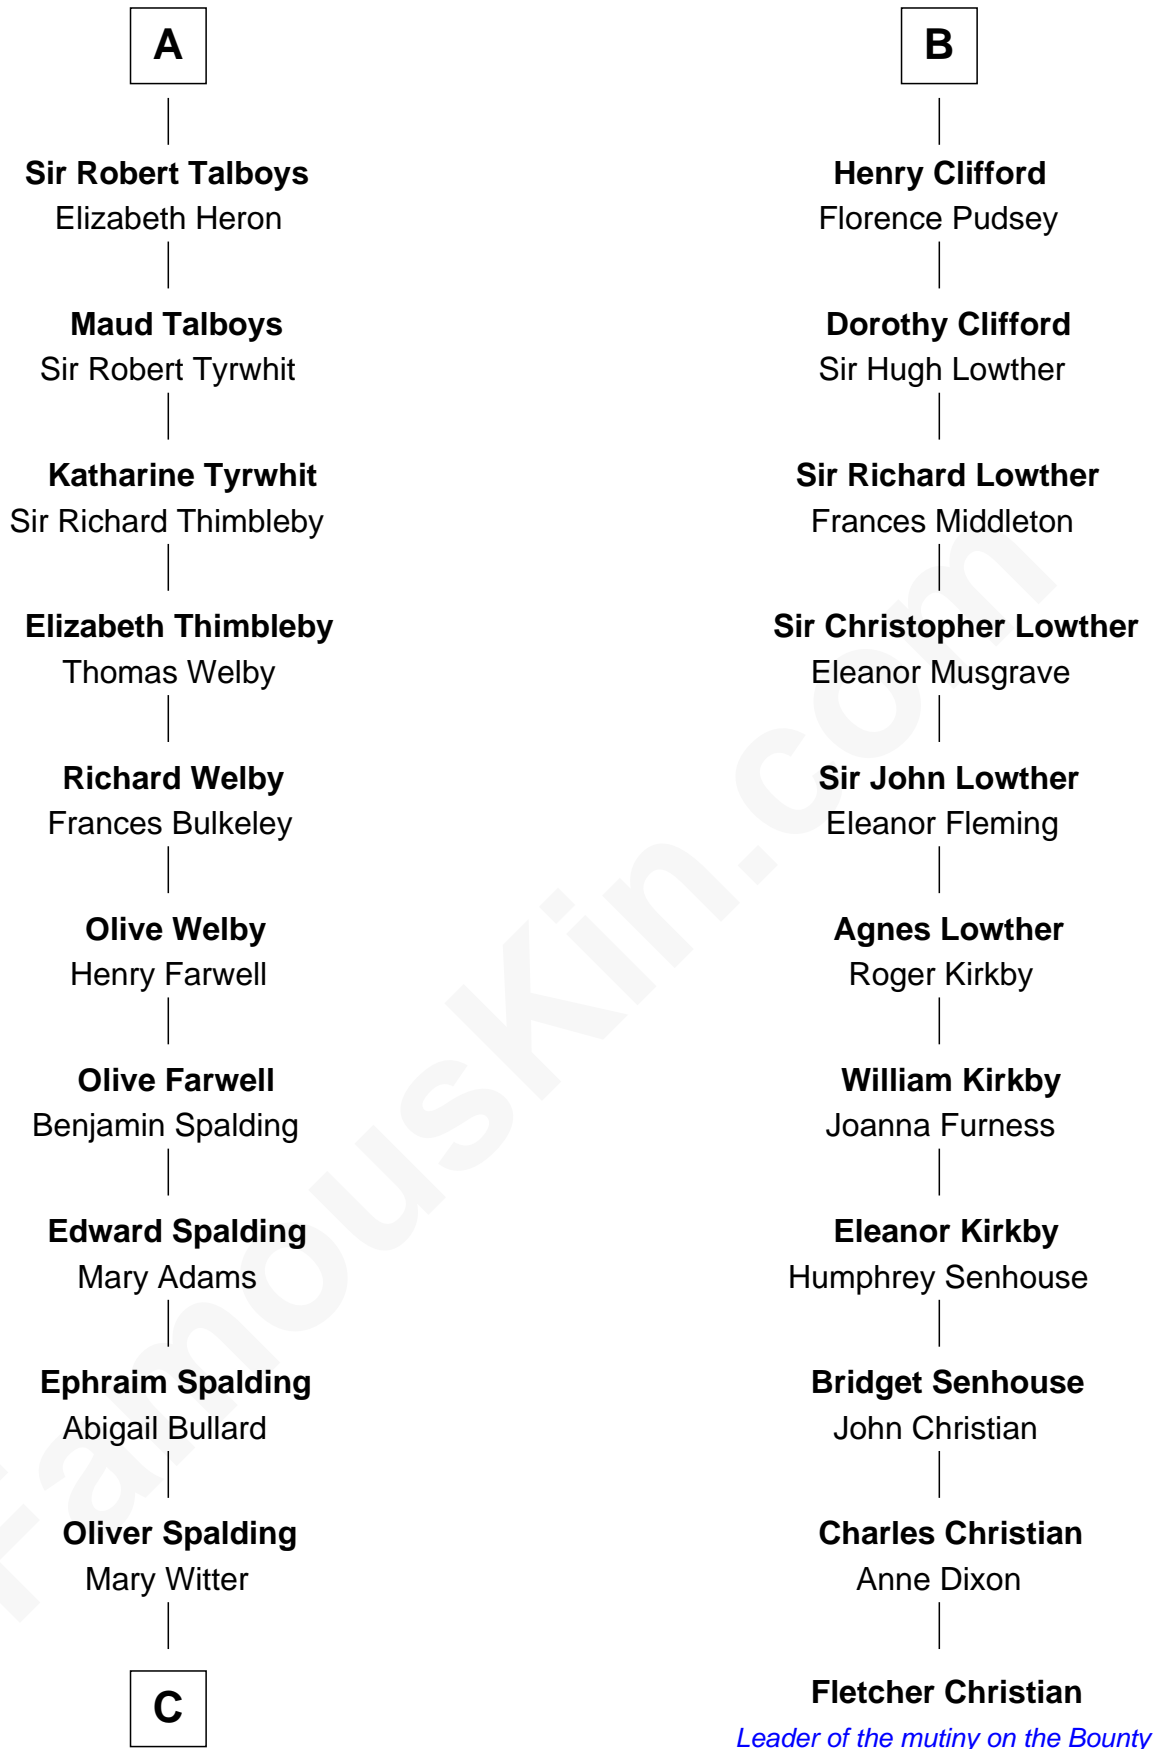 A
Sir Robert Talboys
Elizabeth Heron
Maud Talboys
Sir Robert Tyrwhit
Katharine Tyrwhit
Sir Richard Thimbleby
Elizabeth Thimbleby
Thomas Welby
Richard Welby
Frances Bulkeley
Olive Welby
Henry Farwell
Olive Farwell
Benjamin Spalding
Edward Spalding
Mary Adams
Ephraim Spalding
Abigail Bullard
Oliver Spalding
Mary Witter
C
B
Henry Clifford
Florence Pudsey
Dorothy Clifford
Sir Hugh Lowther
Sir Richard Lowther
Frances Middleton
Sir Christopher Lowther
Eleanor Musgrave
Sir John Lowther
Eleanor Fleming
Agnes Lowther
Roger Kirkby
William Kirkby
Joanna Furness
Eleanor Kirkby
Humphrey Senhouse
Bridget Senhouse
John Christian
Charles Christian
Anne Dixon
Fletcher Christian
Leader of the mutiny on the Bounty
FamousKin.com